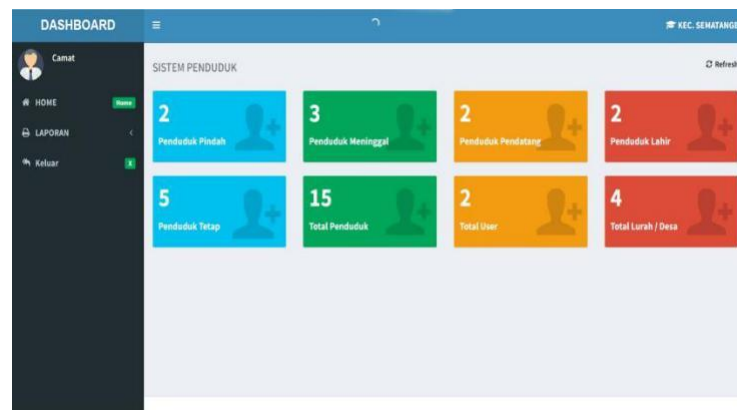 DASHBOARD
KEC. SEMATANG
Camat
SISTEM PENDUDUK
Refresh
HOME
Home
LAPORAN
Keluar
X
2
Penduduk Pindah
3
Penduduk Meninggal
2
Penduduk Pendatang
2
Penduduk Lahir
5
Penduduk Tetap
15
Total Penduduk
2
Total User
4
Total Lurah / Desa